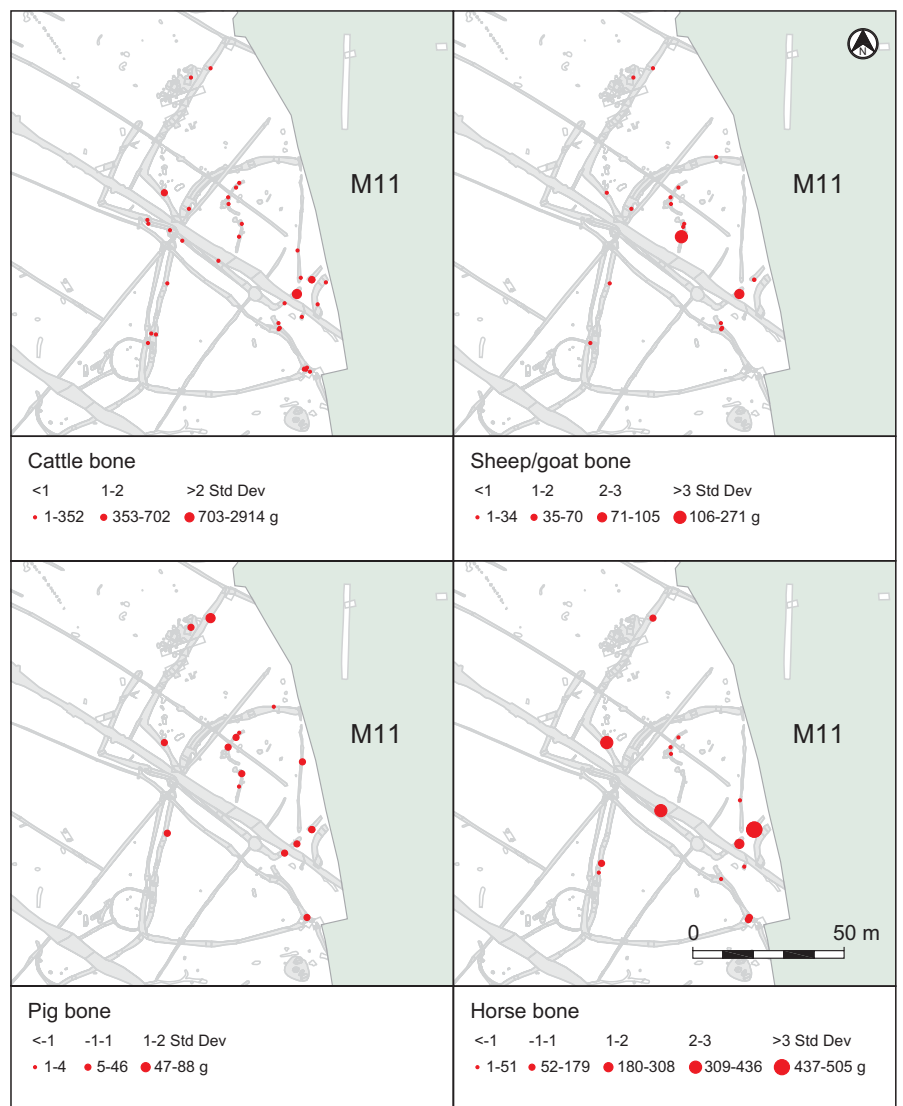 M11
N
M11
Cattle bone
<1 1-2 >2 Std Dev
1-352 353-702 703-2914 g
Sheep/goat bone
<1 1-2 2-3 >3 Std Dev
1-34 35-70 71-105 106-271 g
M11
M11
0 50 m
Pig bone
<-1 -1-1 1-2 Std Dev
1-4 5-46 47-88 g
Horse bone
<-1 -1-1 1-2 2-3 >3 Std Dev
1-51 52-179 180-308 309-436 437-505 g